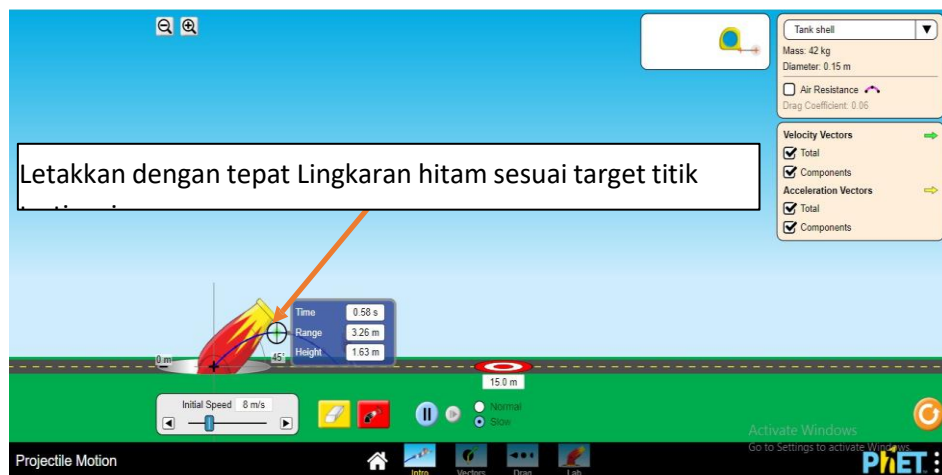 Tank shell
Mass: 42 kg
Diameter: 0.15 m
Air Resistance
Drag Coefficient: 0.06
Velocity Vectors
Total
Components
Acceleration Vectors
Total
Components
Letakkan dengan tepat Lingkaran hitam sesuai target titik
Time 0.58 s
Range 3.26 m
Height 1.63 m
0 m
45°
15.0 m
Initial Speed 8 m/s
Normal
Slow
Activate Windows
Go to Settings to activate Windows.
Projectile Motion
Intro
Vectors
Drag
Lab
PhET